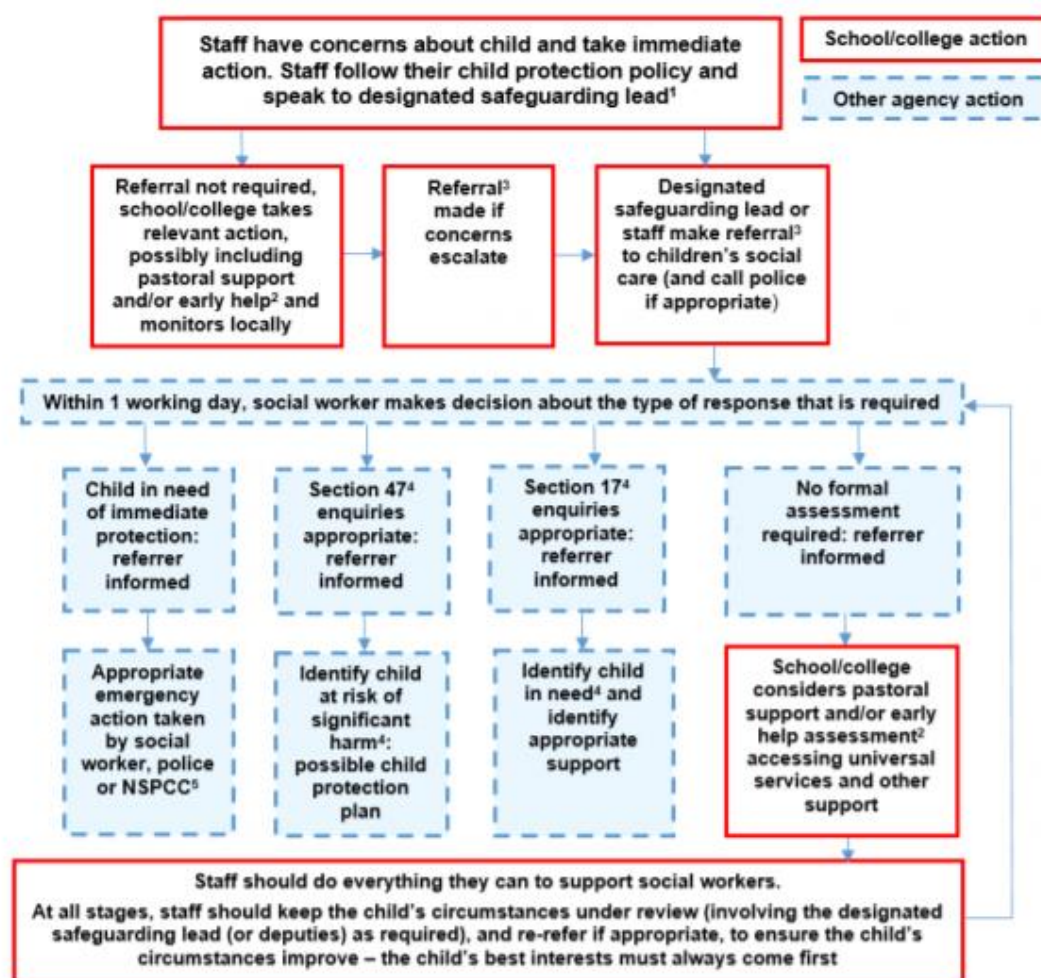 Staff have concerns about child and take immediate
action. Staff follow their child protection policy and
speak to designated safeguarding lead¹
School/college action
Other agency action
Referral not required,
school/college takes
relevant action,
possibly including
pastoral support
and/or early help² and
monitors locally
Referral³
made if
concerns
escalate
Designated
safeguarding lead or
staff make referral³
to children's social
care (and call police
if appropriate)
Within 1 working day, social worker makes decision about the type of response that is required
Child in need
of immediate
protection:
referrer
informed
Section 47⁴
enquiries
appropriate:
referrer
informed
Section 17⁴
enquiries
appropriate:
referrer
informed
No formal
assessment
required: referrer
informed
Appropriate
emergency
action taken
by social
worker, police
or NSPCC⁵
Identify child
at risk of
significant
harm⁴:
possible child
protection
plan
Identify child
in need⁴ and
identify
appropriate
support
School/college
considers pastoral
support and/or early
help assessment²
accessing universal
services and other
support
Staff should do everything they can to support social workers.
At all stages, staff should keep the child's circumstances under review (involving the designated
safeguarding lead (or deputies) as required), and re-refer if appropriate, to ensure the child's
circumstances improve – the child's best interests must always come first